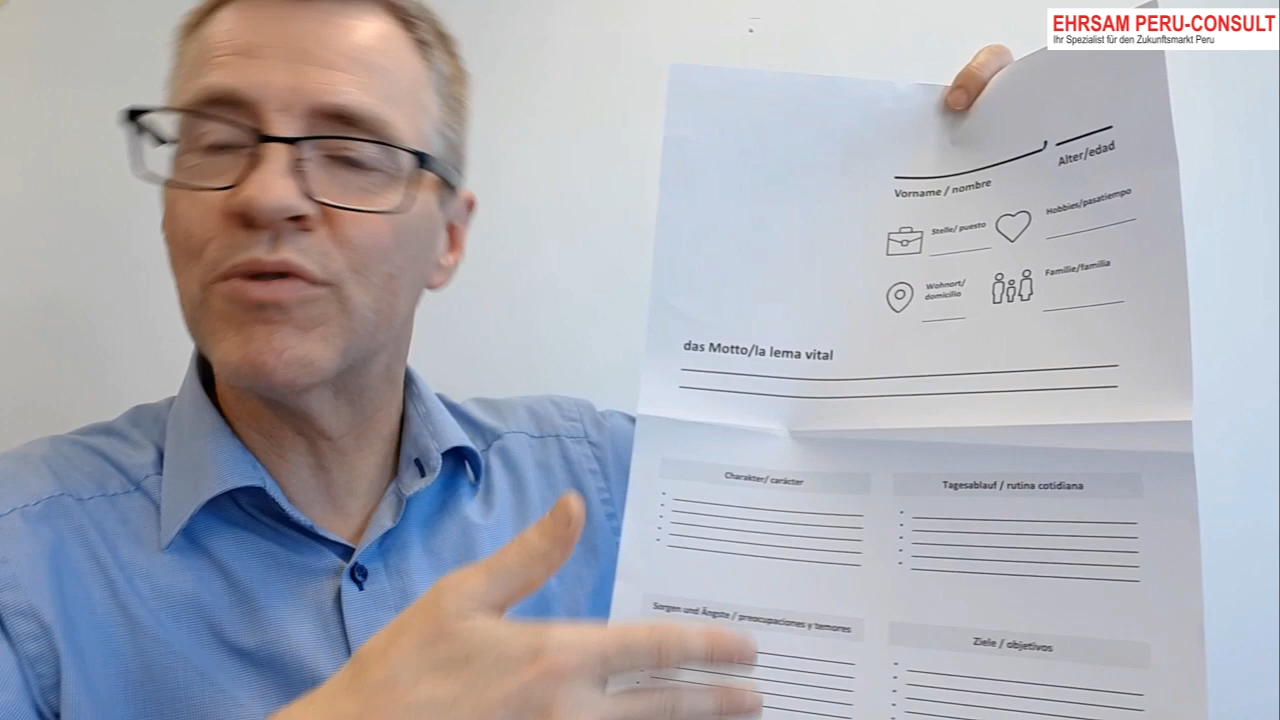 EHRSAM PERU-CONSULT
Ihr Spezialist für den Zukunftsmarkt Peru
Vorname / nombre
, Alter/edad
Stelle/ puesto
Hobbies/pasatiempo
Wohnort/
domicilio
Familie/familia
das Motto/la lema vital
Charakter/ carácter
Tagesablauf / rutina cotidiana
Sorgen und Ängste / preocupaciones y temores
Ziele / objetivos